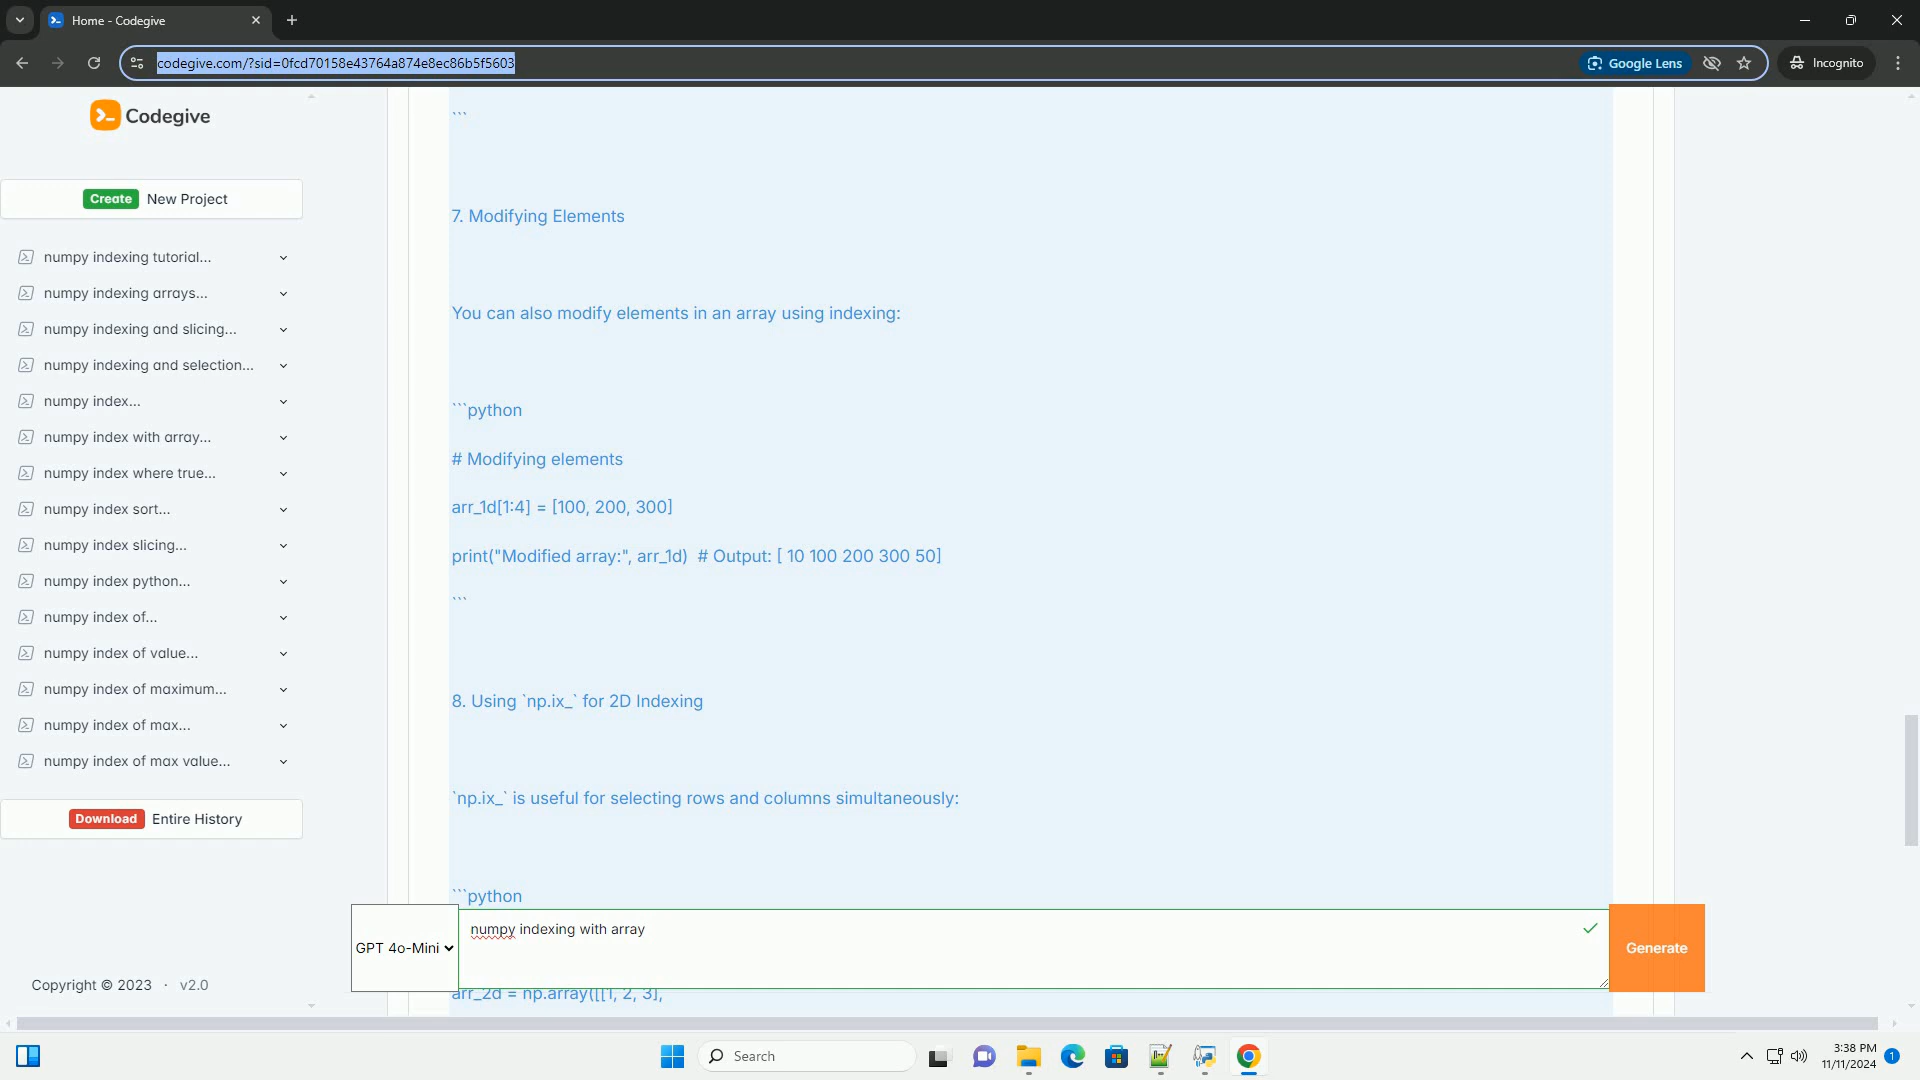 Home - Codegive
codegive.com/?sid=0fcd70158e43764a874e8ec86b5f5603
Google Lens
Incognito
Codegive
Create New Project
numpy indexing tutorial...
numpy indexing arrays...
numpy indexing and slicing...
numpy indexing and selection...
numpy index...
numpy index with array...
numpy index where true...
numpy index sort...
numpy index slicing...
numpy index python...
numpy index of...
numpy index of value...
numpy index of maximum...
numpy index of max...
numpy index of max value...
Download Entire History
Copyright © 2023 · v2.0
```
7. Modifying Elements
You can also modify elements in an array using indexing:
```python
# Modifying elements
arr_1d[1:4] = [100, 200, 300]
print("Modified array:", arr_1d)  # Output: [ 10 100 200 300 50]
```
8. Using `np.ix_` for 2D Indexing
`np.ix_` is useful for selecting rows and columns simultaneously:
```python
GPT 4o-Mini
numpy indexing with array
Generate
arr_2d = np.array([[1, 2, 3],
Search
3:38 PM
11/11/2024
1